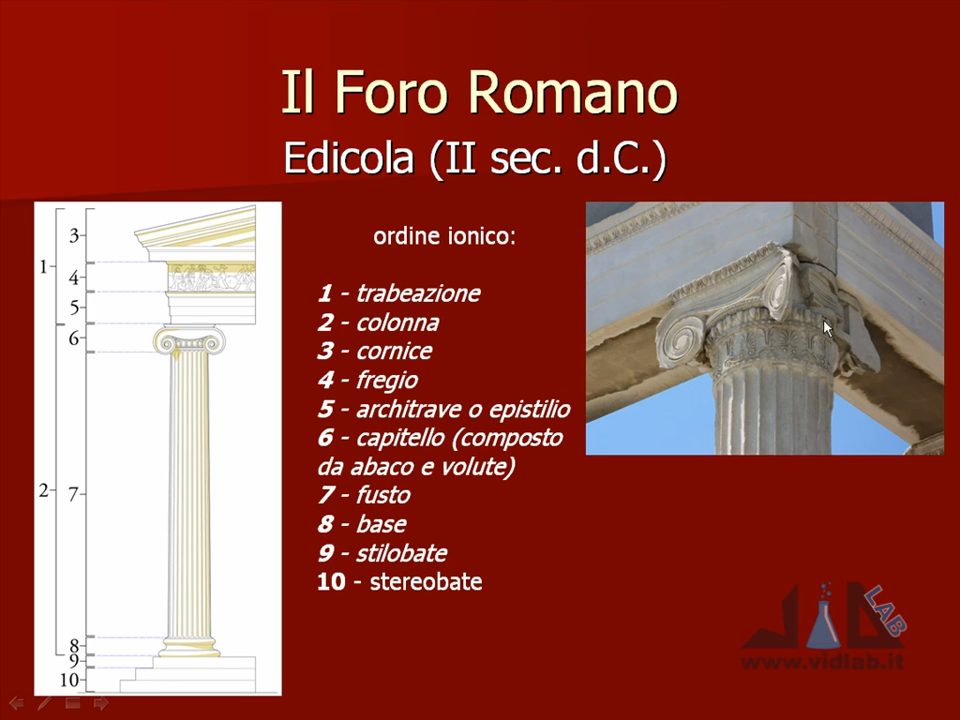 Il Foro Romano
Edicola (II sec. d.C.)
3
1
4
5
6
2
7
8
9
10
ordine ionico:
1 - trabeazione
2 - colonna
3 - cornice
4 - fregio
5 - architrave o epistilio
6 - capitello (composto
da abaco e volute)
7 - fusto
8 - base
9 - stilobate
10 - stereobate
LAB
www.vidlab.it